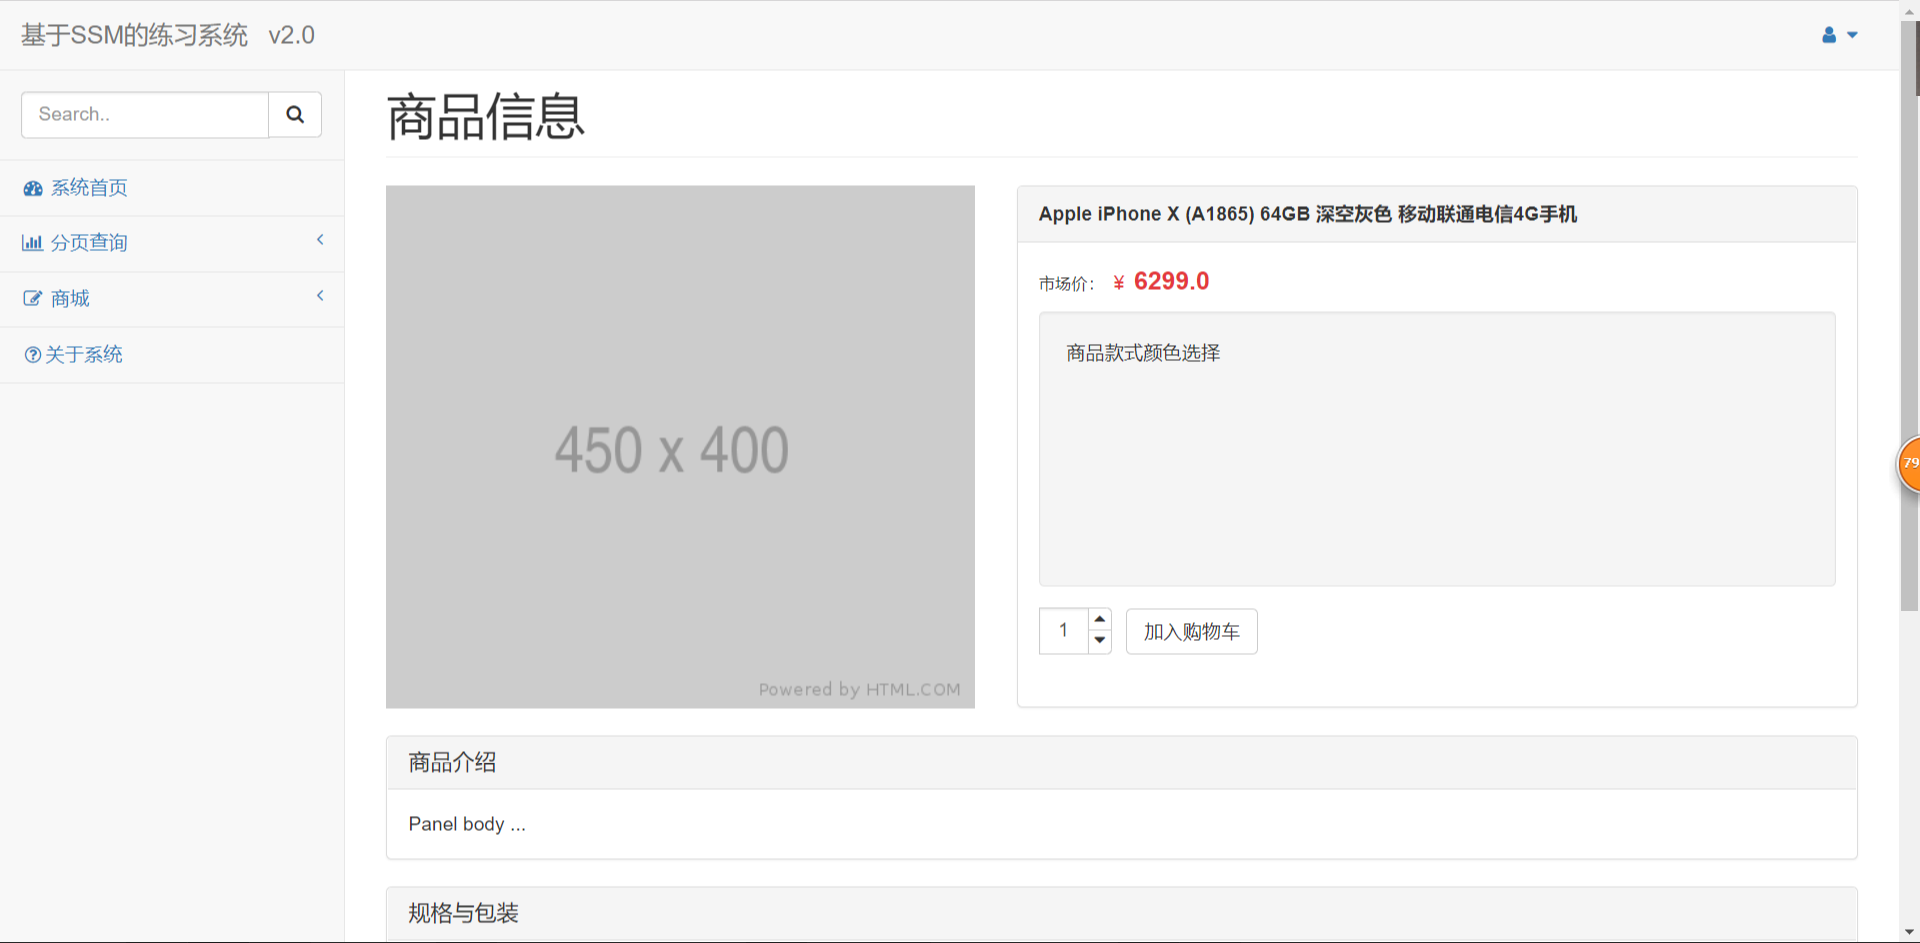 基于SSM的练习系统 v2.0
Search..
系统首页
分页查询
商城
关于系统
商品信息
450 x 400
Powered by HTML.COM
Apple iPhone X (A1865) 64GB 深空灰色 移动联通电信4G手机
市场价： ¥ 6299.0
商品款式颜色选择
1
加入购物车
79
商品介绍
Panel body ...
规格与包装